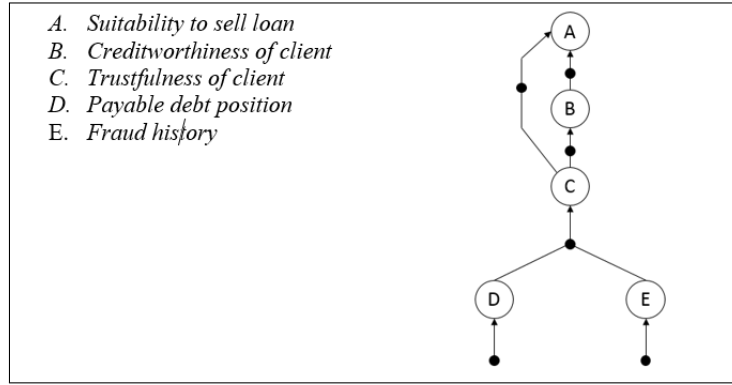 A. Suitability to sell loan
B. Creditworthiness of client
C. Trustfulness of client
D. Payable debt position
E. Fraud history
A
B
C
D
E